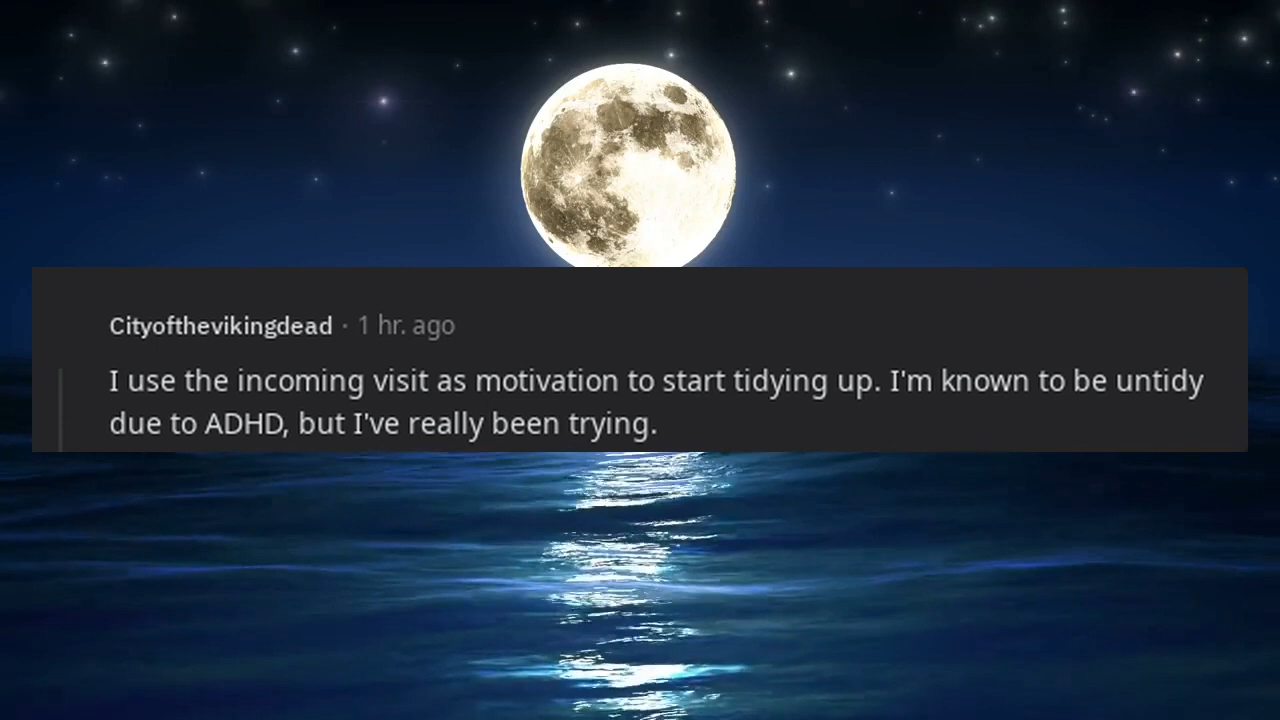 Cityofthevikingdead · 1 hr. ago
I use the incoming visit as motivation to start tidying up. I'm known to be untidy
due to ADHD, but I've really been trying.